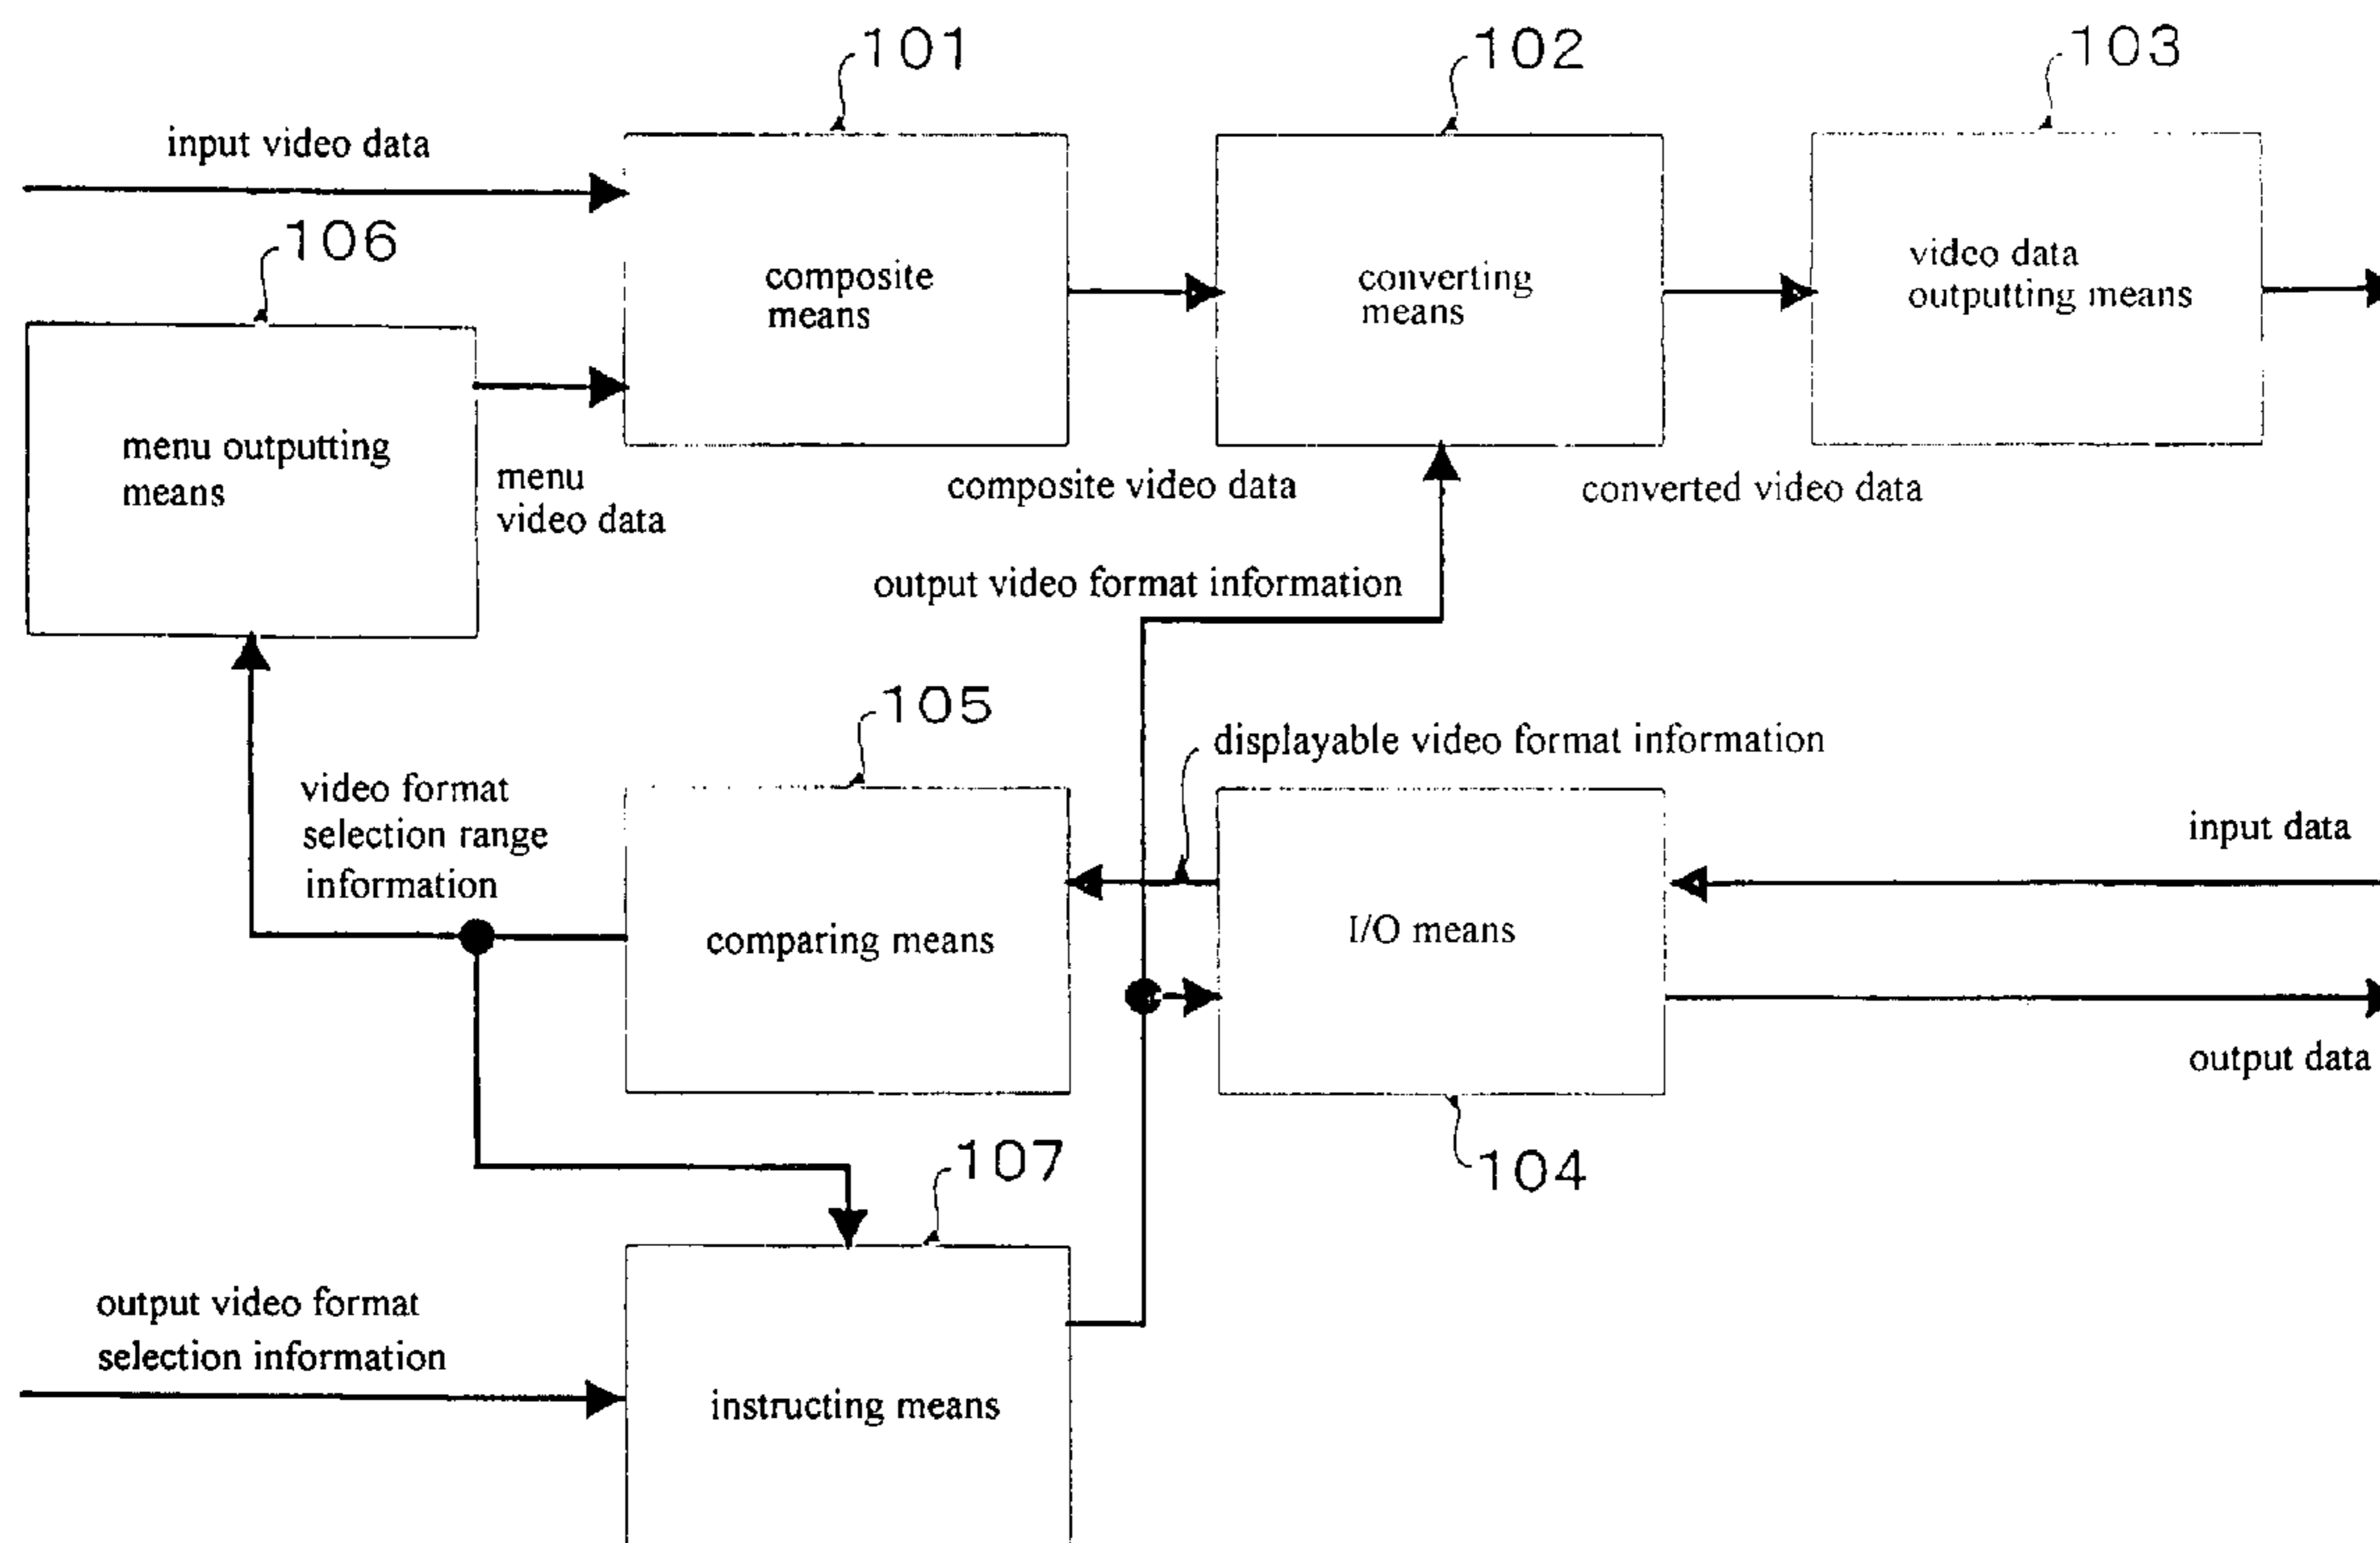 101
102
103
input video data
106
composite
means
converting
means
video data
outputting means
menu outputting
means
menu
video data
composite video data
converted video data
output video format information
105
displayable video format information
video format
selection range
information
input data
comparing means
I/O means
output data
107
104
output video format
selection information
instructing means